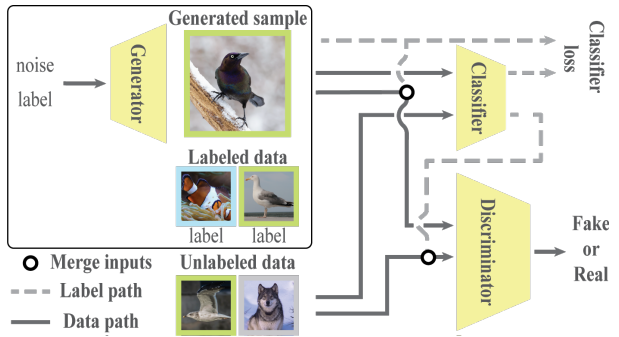 Generated sample
noise
label
Generator
Labeled data
label label
Unlabeled data
Merge inputs
Label path
Data path
Classifier
Classifier
loss
Discriminator
Fake
or
Real